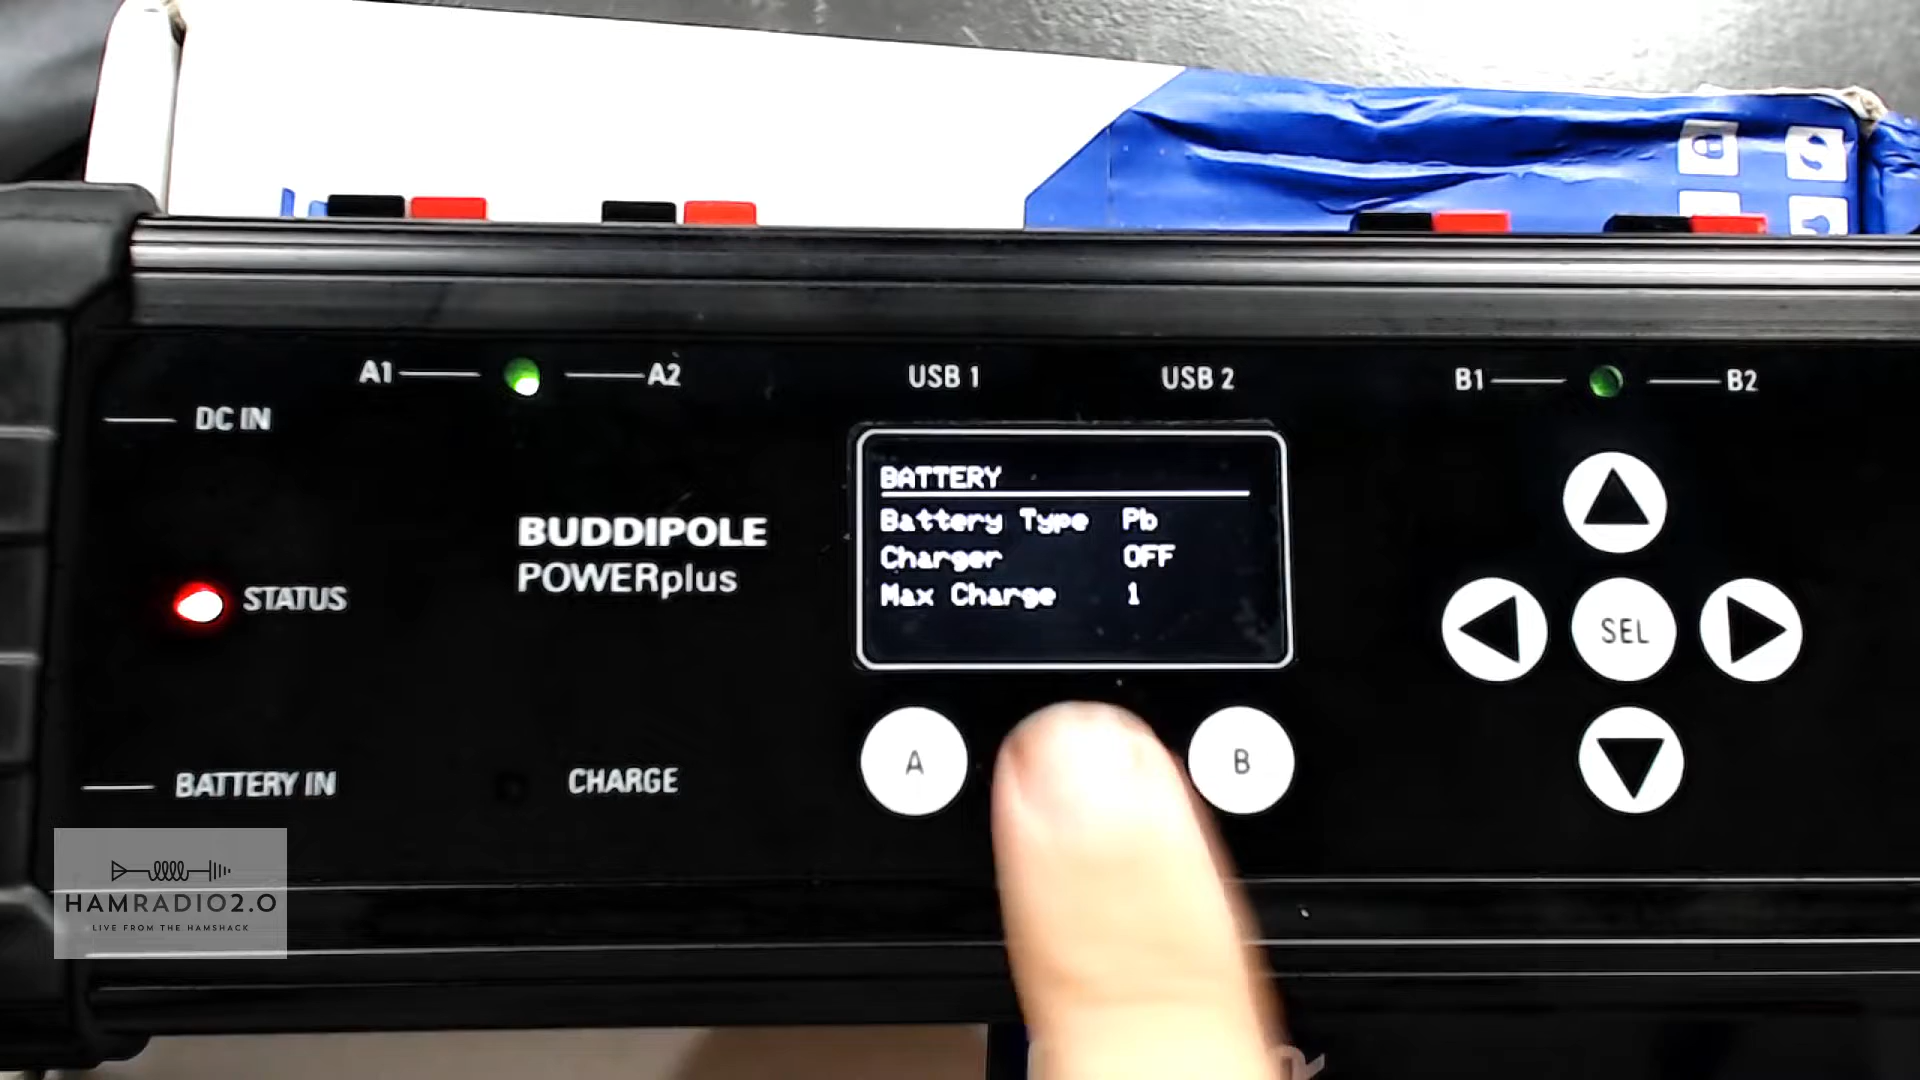 A1 A2 USB 1 USB 2 B1 B2
DC IN
BATTERY
Battery Type Pb
Charger OFF
Max Charge 1
BUDDIPOLE
POWERplus
STATUS
SEL
A B
BATTERY IN CHARGE
HAMRADIO2.0
LIVE FROM THE HAMSHACK